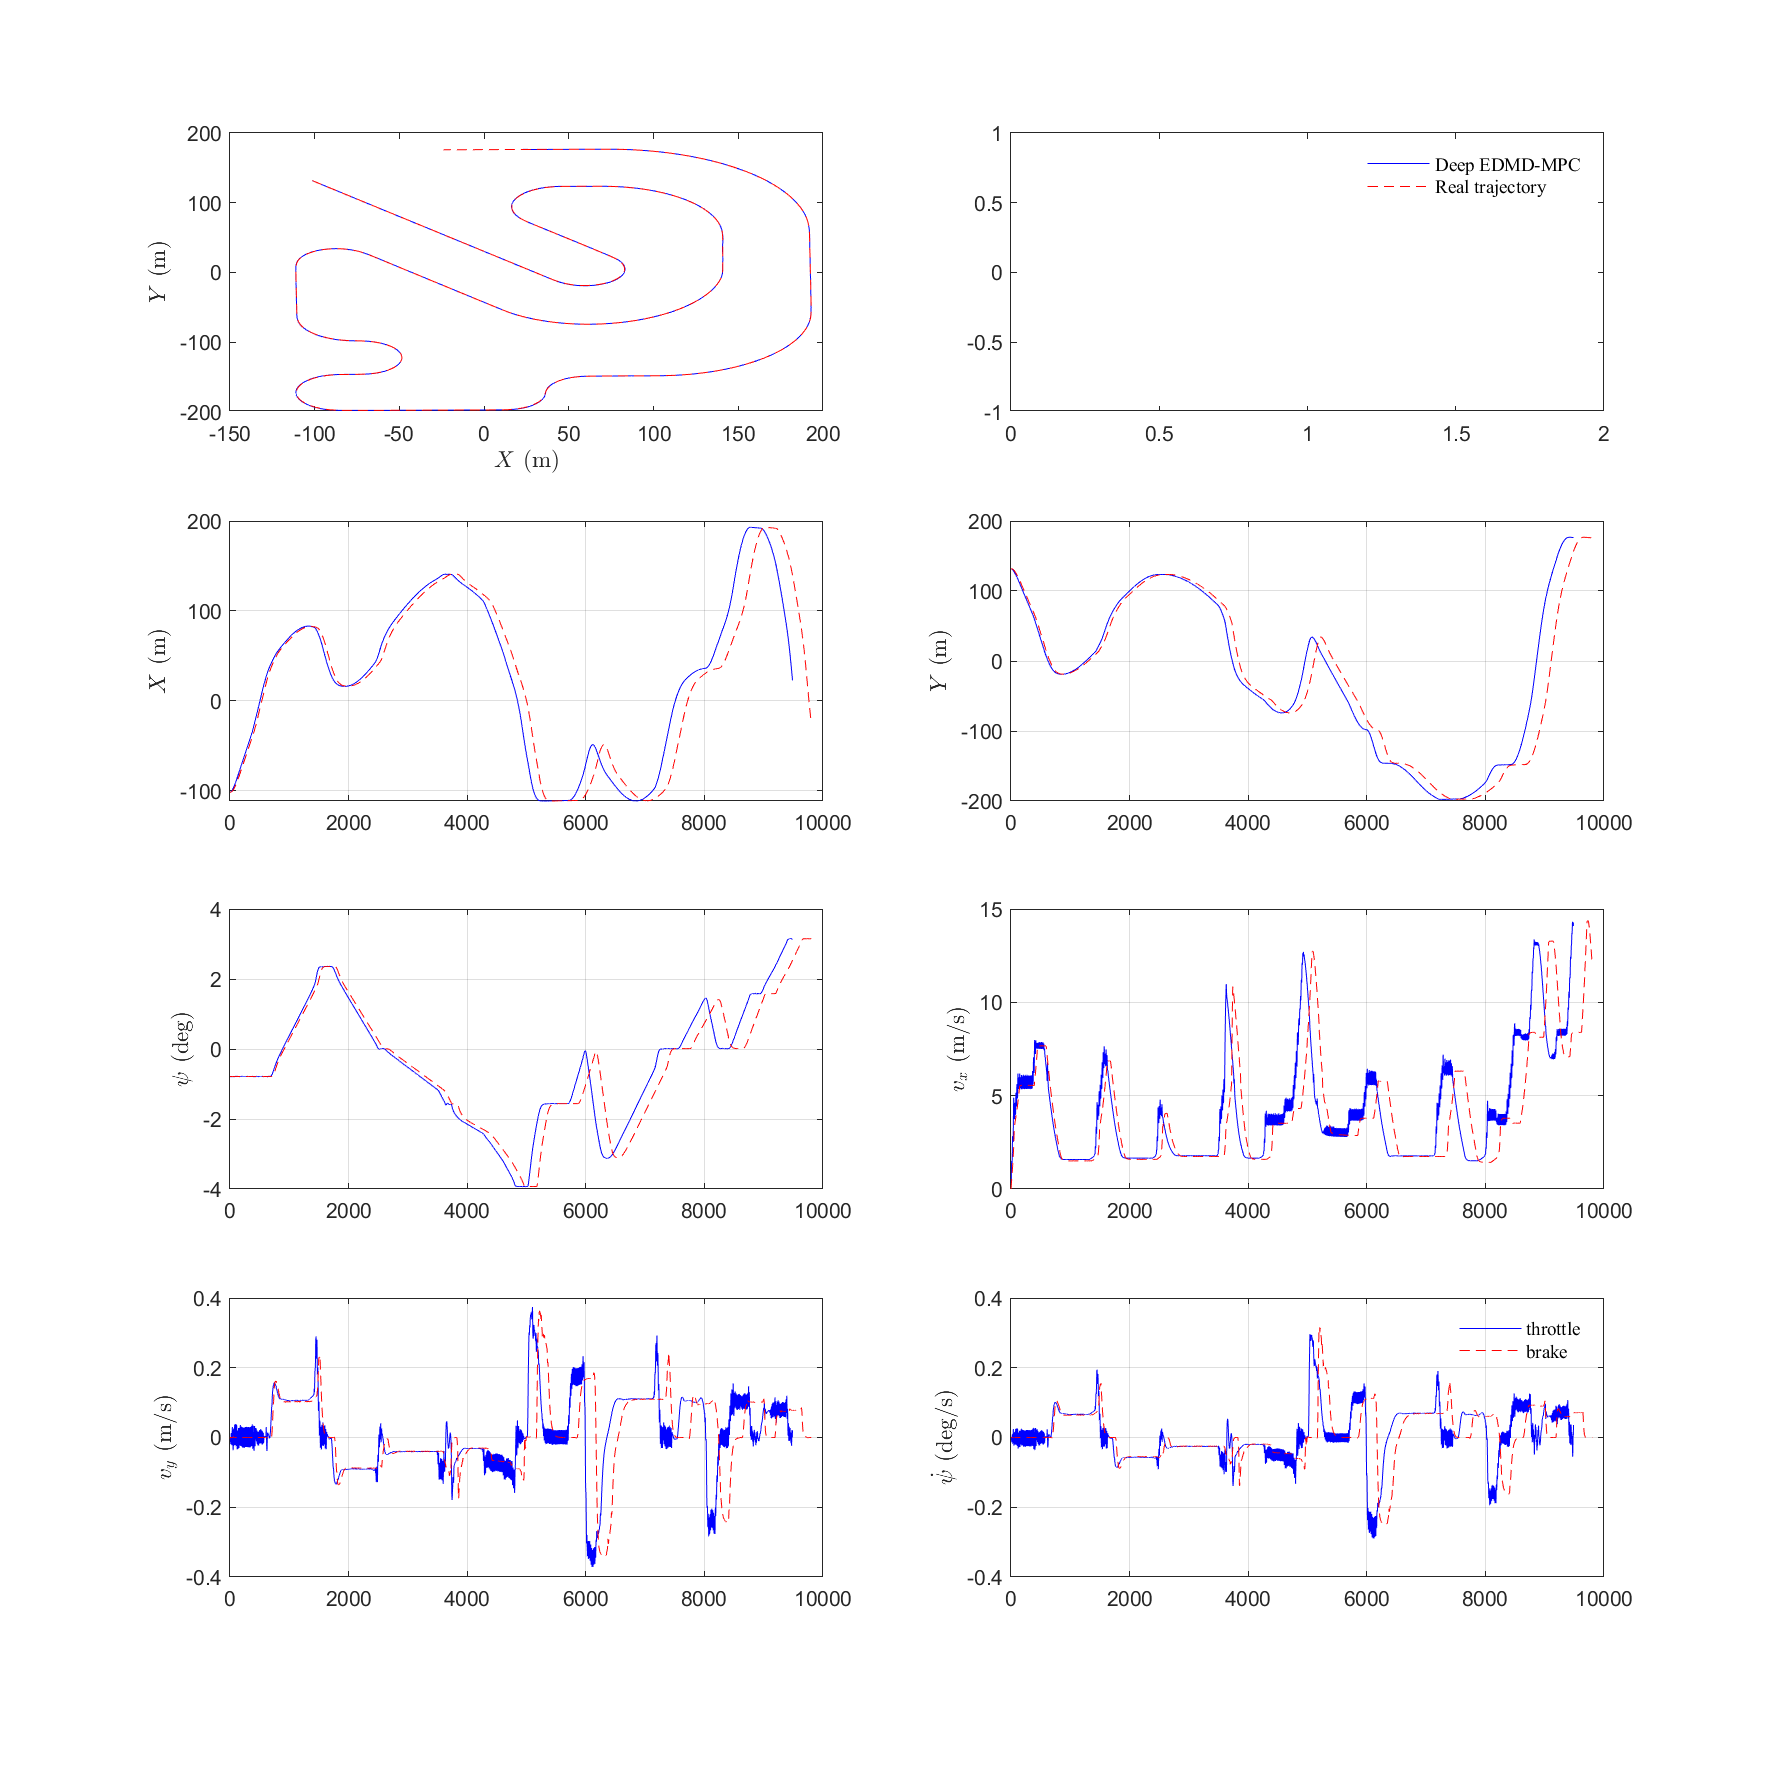 200
100
0
-100
-200
Y (m)
-150 -100 -50 0 50 100 150 200
X (m)
1
0.5
0
-0.5
-1
0 0.5 1 1.5 2
Deep EDMD-MPC
Real trajectory
200
100
0
-100
X (m)
0 2000 4000 6000 8000 10000
200
100
0
-100
-200
Y (m)
0 2000 4000 6000 8000 10000
4
2
0
-2
-4
ψ (deg)
0 2000 4000 6000 8000 10000
15
10
5
0
v_x (m/s)
0 2000 4000 6000 8000 10000
0.4
0.2
0
-0.2
-0.4
v_y (m/s)
0 2000 4000 6000 8000 10000
0.4
0.2
0
-0.2
-0.4
ψ̇ (deg/s)
0 2000 4000 6000 8000 10000
throttle
brake